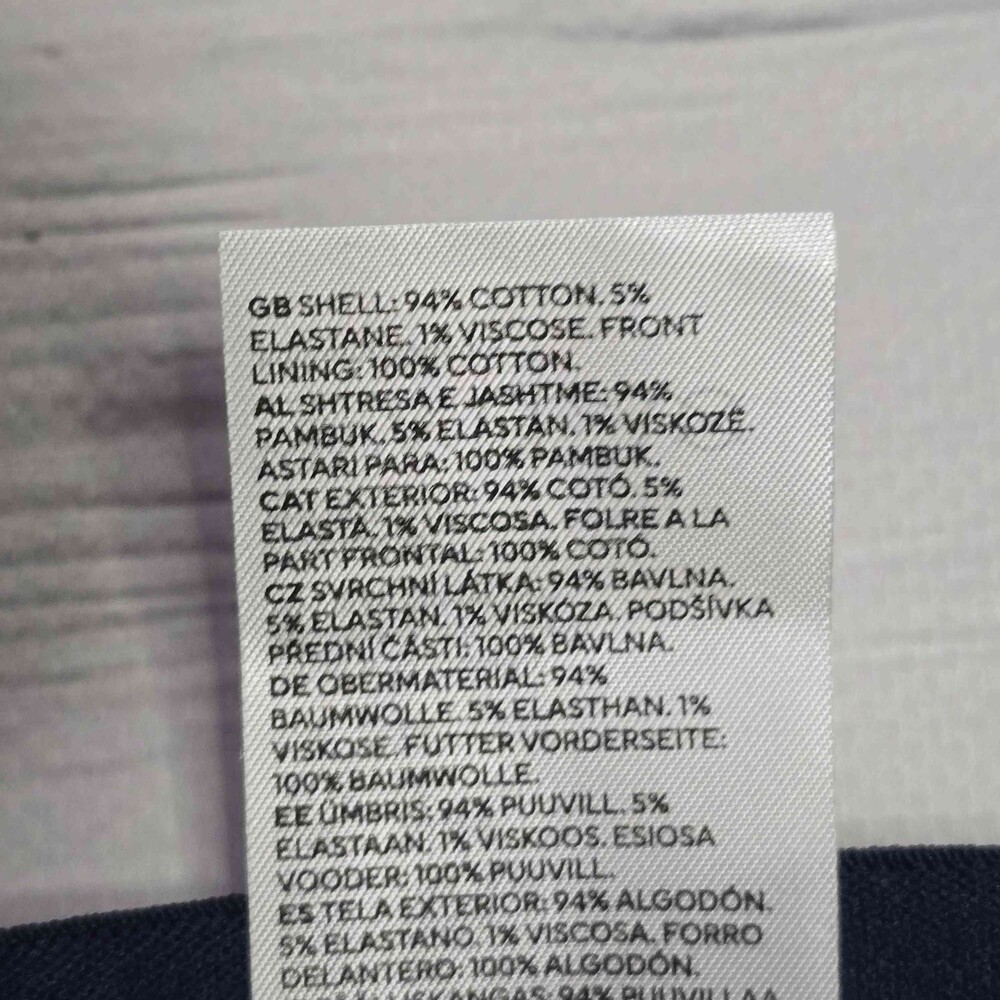 GB SHELL: 94% COTTON. 5%
ELASTANE. 1% VISCOSE. FRONT
LINING: 100% COTTON.
AL SHTRESA E JASHTME: 94%
PAMBUK. 5% ELASTAN. 1% VISKOZË.
ASTARI PARA: 100% PAMBUK.
CAT EXTERIOR: 94% COTÓ. 5%
ELASTÀ. 1% VISCOSA. FOLRE A LA
PART FRONTAL: 100% COTÓ.
CZ SVRCHNÍ LÁTKA: 94% BAVLNA.
5% ELASTAN. 1% VISKÓZA. PODŠÍVKA
PŘEDNÍ ČÁSTI: 100% BAVLNA.
DE OBERMATERIAL: 94%
BAUMWOLLE. 5% ELASTHAN. 1%
VISKOSE. FUTTER VORDERSEITE:
100% BAUMWOLLE.
EE ÜMBRIS: 94% PUUVILL. 5%
ELASTAAN. 1% VISKOOS. ESIOSA
VOODER: 100% PUUVILL.
ES TELA EXTERIOR: 94% ALGODÓN.
5% ELASTANO. 1% VISCOSA. FORRO
DELANTERO: 100% ALGODÓN.
94% PUUVILLAA